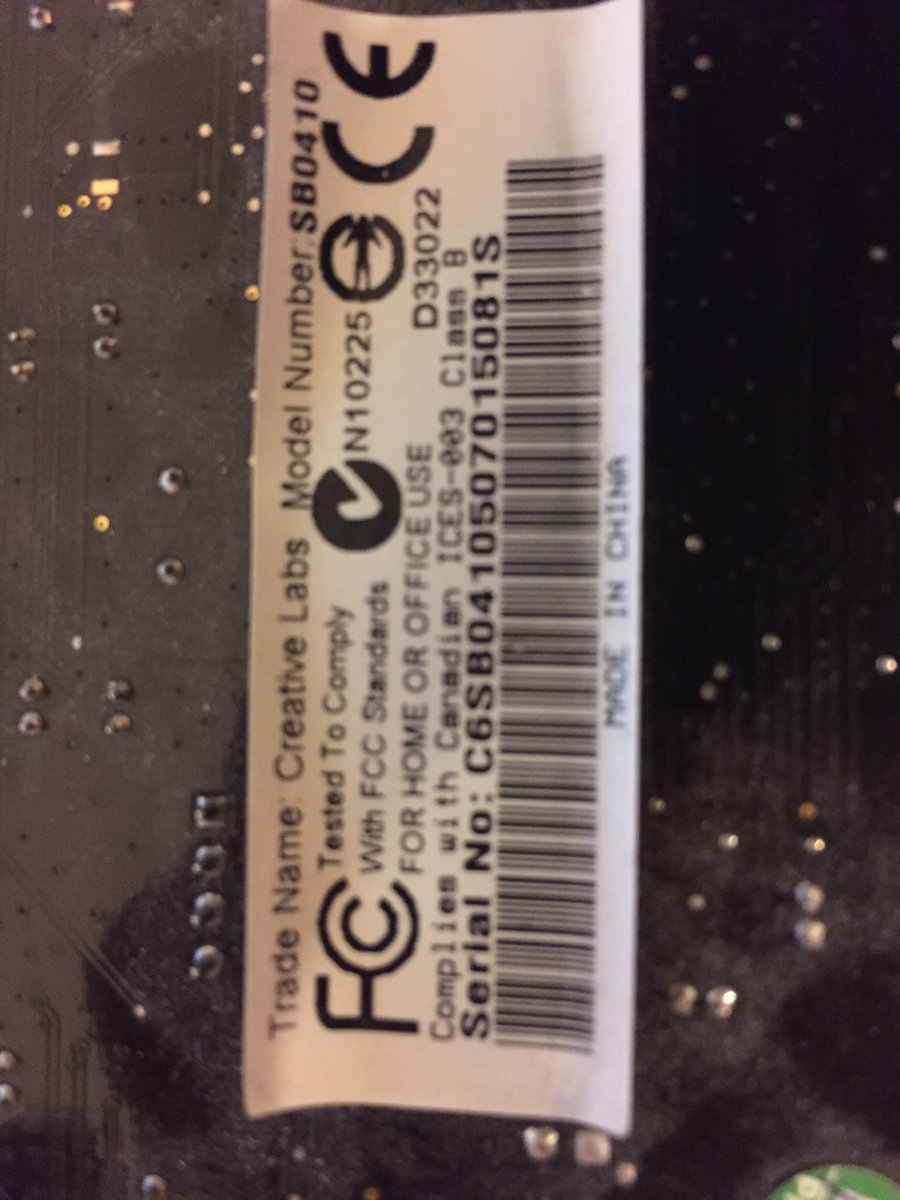 Trade Name: Creative Labs Model Number:SB0410
FC Tested To Comply
With FCC Standards
N10225
CE
FOR HOME OR OFFICE USE D33022
Complies with Canadian ICES-003 Class B
Serial No: C6SB0410507015081S
MADE IN CHINA